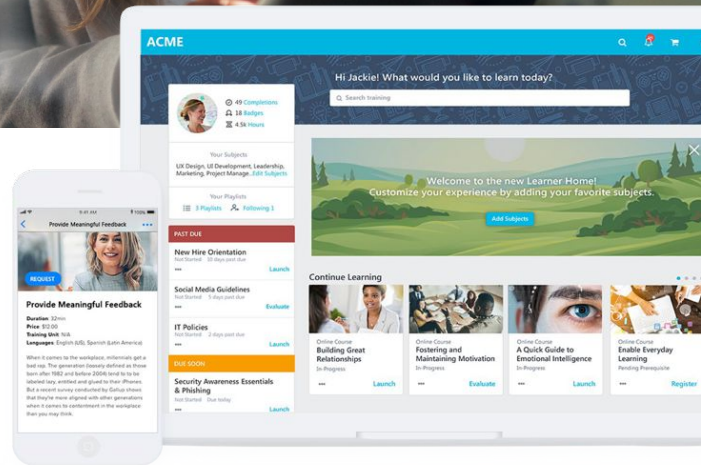 ACME
Hi Jackie! What would you like to learn today?
Search training
49 Completions
18 Badges
4.5k Hours
Your Subjects
UX Design, UI Development, Leadership,
Marketing, Project Manage.. Edit Subjects
Your Playlists
3 Playlists Following 1
Welcome to the new Learner Home!
Customize your experience by adding your favorite subjects.
Add Subjects
PAST DUE
New Hire Orientation
Not Started 10 days past due
Launch
Social Media Guidelines
Not Started 5 days past due
Evaluate
IT Policies
Not Started 2 days past due
Launch
DUE SOON
Security Awareness Essentials
& Phishing
Not Started Due today
Launch
Continue Learning
Online Course
Building Great
Relationships
In-Progress
Launch
Online Course
Fostering and
Maintaining Motivation
In-Progress
Evaluate
Online Course
A Quick Guide to
Emotional Intelligence
In-Progress
Launch
Online Course
Enable Everyday
Learning
Pending Prerequisite
Register
9:41 AM 100%
Provide Meaningful Feedback
REQUEST
Provide Meaningful Feedback
Duration: 32mn
Price: $12.00
Training Unit: N/A
Languages: English (US), Spanish (Latin America)
When it comes to the workplace, millennials get a
bad rap. The generation (loosely defined as those
born after 1982 and before 2004) tend to be
labeled lazy, entitled and glued to their iPhones.
But a recent survey conducted by Gallup shows
that they're more aligned with other generations
when it comes to contentment in the workplace
than you may think.